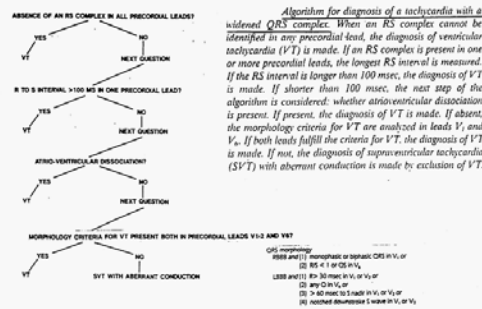 ABSENCE OF AN RS COMPLEX IN ALL PRECORDIAL LEADS?
YES
NO
VT
NEXT QUESTION
R TO S INTERVAL >100 MS IN ONE PRECORDIAL LEAD?
YES
NO
VT
NEXT QUESTION
ATRIO-VENTRICULAR DISSOCIATION?
YES
NO
VT
NEXT QUESTION
MORPHOLOGY CRITERIA FOR VT PRESENT BOTH IN PRECORDIAL LEADS V1-2 AND V6?
YES
NO
VT
SVT WITH ABERRANT CONDUCTION
Algorithm for diagnosis of a tachycardia with a
widened QRS complex. When an RS complex cannot be
identified in any precordial lead, the diagnosis of ventricular
tachycardia (VT) is made. If an RS complex is present in one
or more precordial leads, the longest RS interval is measured.
If the RS interval is longer than 100 msec, the diagnosis of VT
is made. If shorter than 100 msec, the next step of the
algorithm is considered: whether atrioventricular dissociation
is present. If present, the diagnosis of VT is made. If absent,
the morphology criteria for VT are analyzed in leads V₁ and
V₆. If both leads fulfill the criteria for VT, the diagnosis of VT
is made. If not, the diagnosis of supraventricular tachycardia
(SVT) with aberrant conduction is made by exclusion of VT.
QRS morphology
RBBB and (1) monophasic or biphasic QRS in V₁ or
(2) R/S < 1 or QS in V₆
LBBB and (1) R > 30 msec in V₁ or V₂ or
(2) any Q in V₆ or
(3) > 60 msec to S nadir in V₁ or V₂ or
(4) notched downstroke S wave in V₁ or V₂